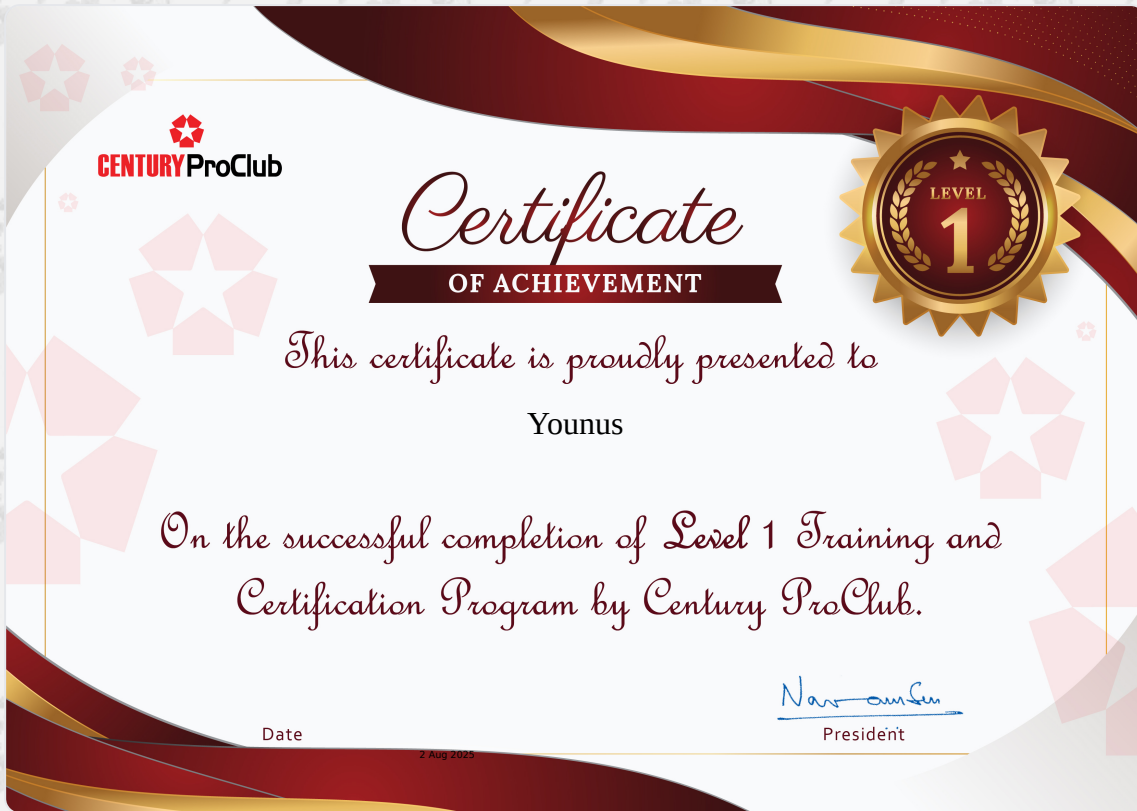 CENTURY ProClub
LEVEL
1
Certificate
OF ACHIEVEMENT
This certificate is proudly presented to
Younus
On the successful completion of Level 1 Training and
Certification Program by Century ProClub.
Date
President
2 Aug 2025